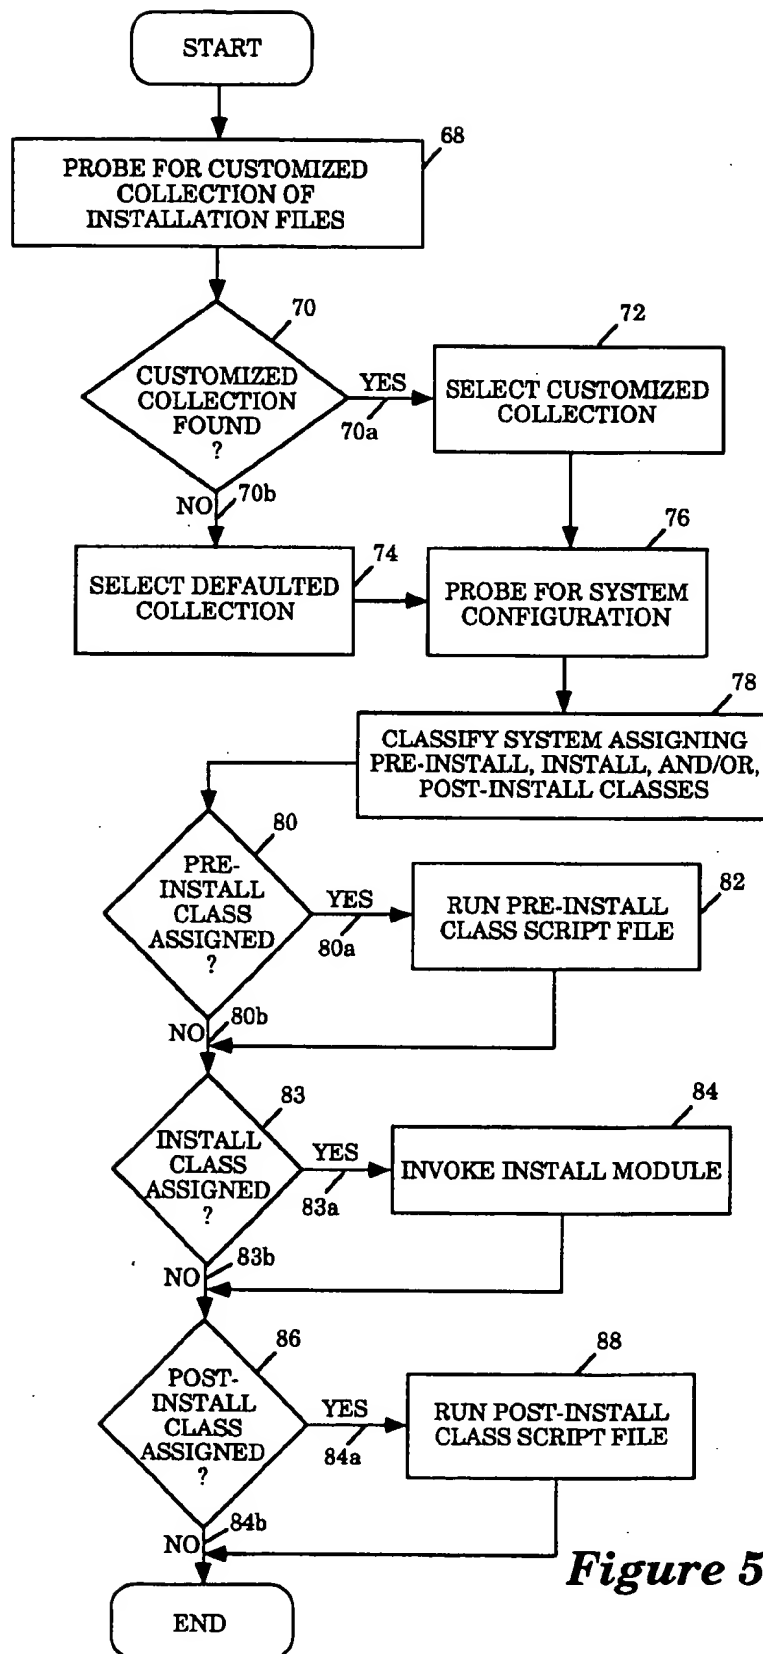 START
68
PROBE FOR CUSTOMIZED
COLLECTION OF
INSTALLATION FILES
70
72
CUSTOMIZED
COLLECTION
FOUND
?
YES
70a
SELECT CUSTOMIZED
COLLECTION
NO
70b
74
76
SELECT DEFAULTED
COLLECTION
PROBE FOR SYSTEM
CONFIGURATION
78
CLASSIFY SYSTEM ASSIGNING
PRE-INSTALL, INSTALL, AND/OR,
POST-INSTALL CLASSES
80
PRE-
INSTALL
CLASS
ASSIGNED
?
YES
80a
82
RUN PRE-INSTALL
CLASS SCRIPT FILE
NO
80b
83
84
INSTALL
CLASS
ASSIGNED
?
YES
83a
INVOKE INSTALL MODULE
NO
83b
86
88
POST-
INSTALL
CLASS
ASSIGNED
?
YES
84a
RUN POST-INSTALL
CLASS SCRIPT FILE
NO
84b
END
Figure 5